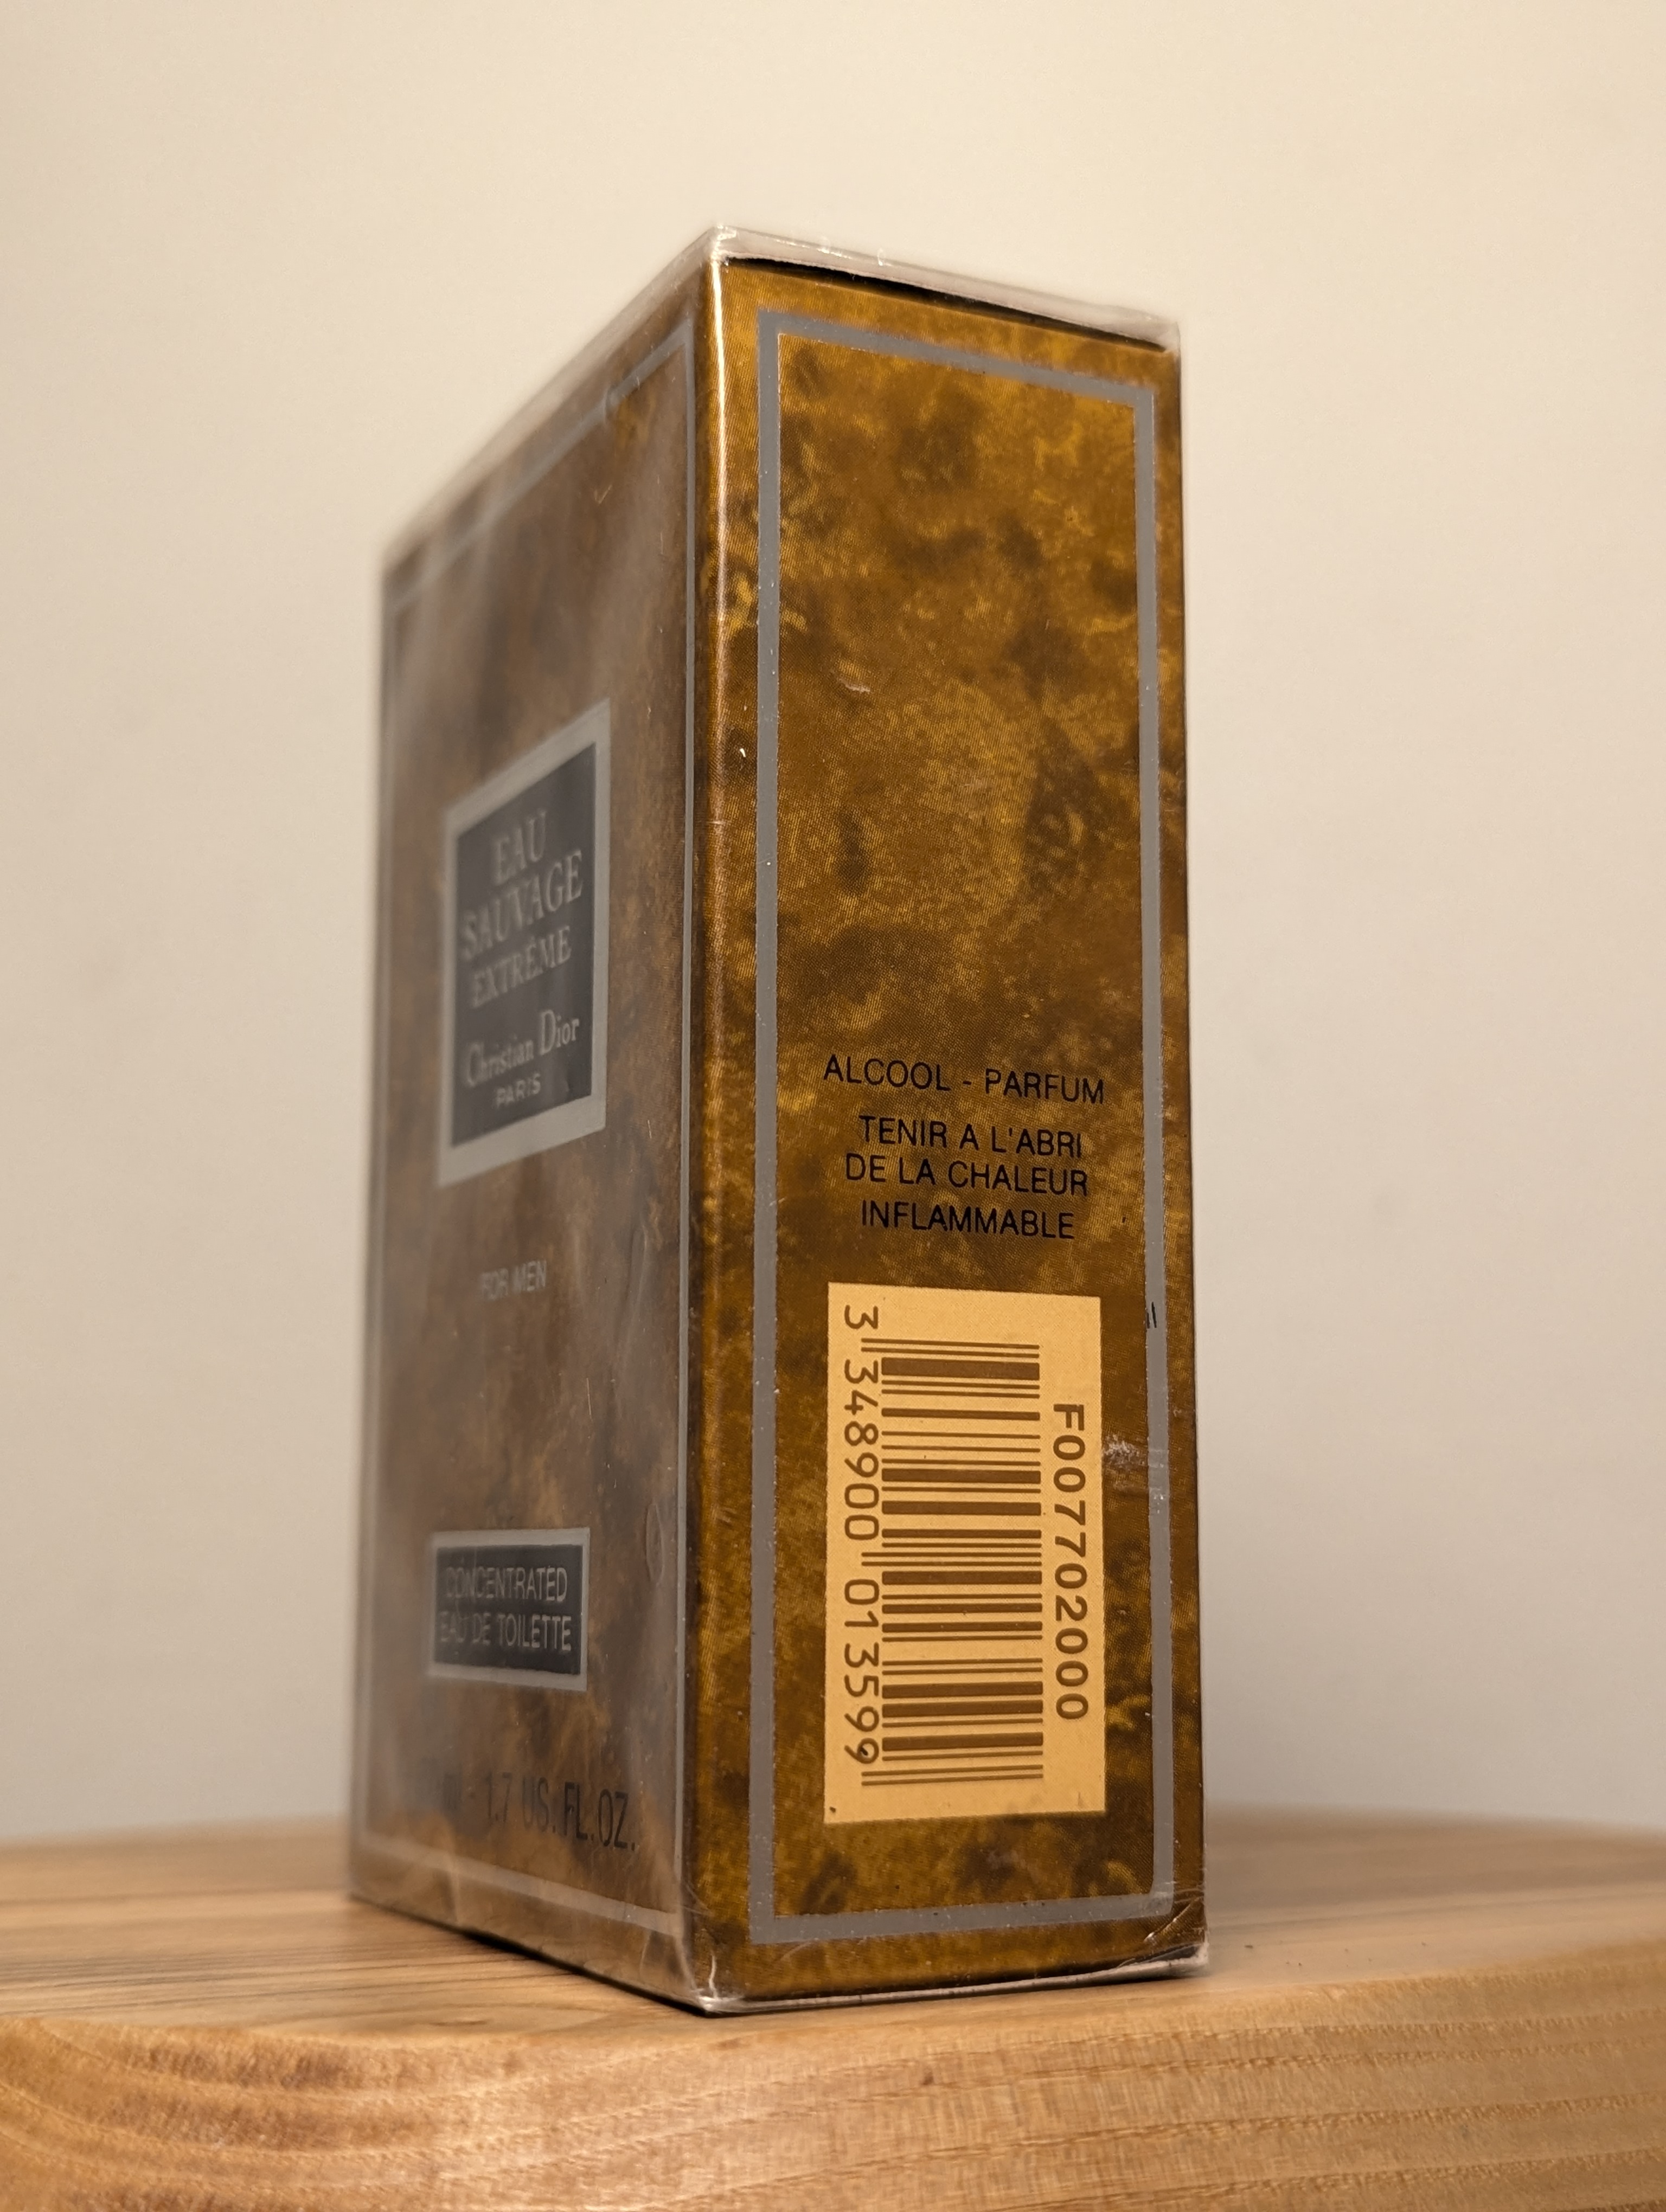 EAU
SAUVAGE
EXTRÊME
Christian Dior
PARIS
FOR MEN
CONCENTRATED
EAU DE TOILETTE
- 1.7 US. FL. OZ.
ALCOOL - PARFUM
TENIR A L'ABRI
DE LA CHALEUR
INFLAMMABLE
F007702000
3 348900 013599